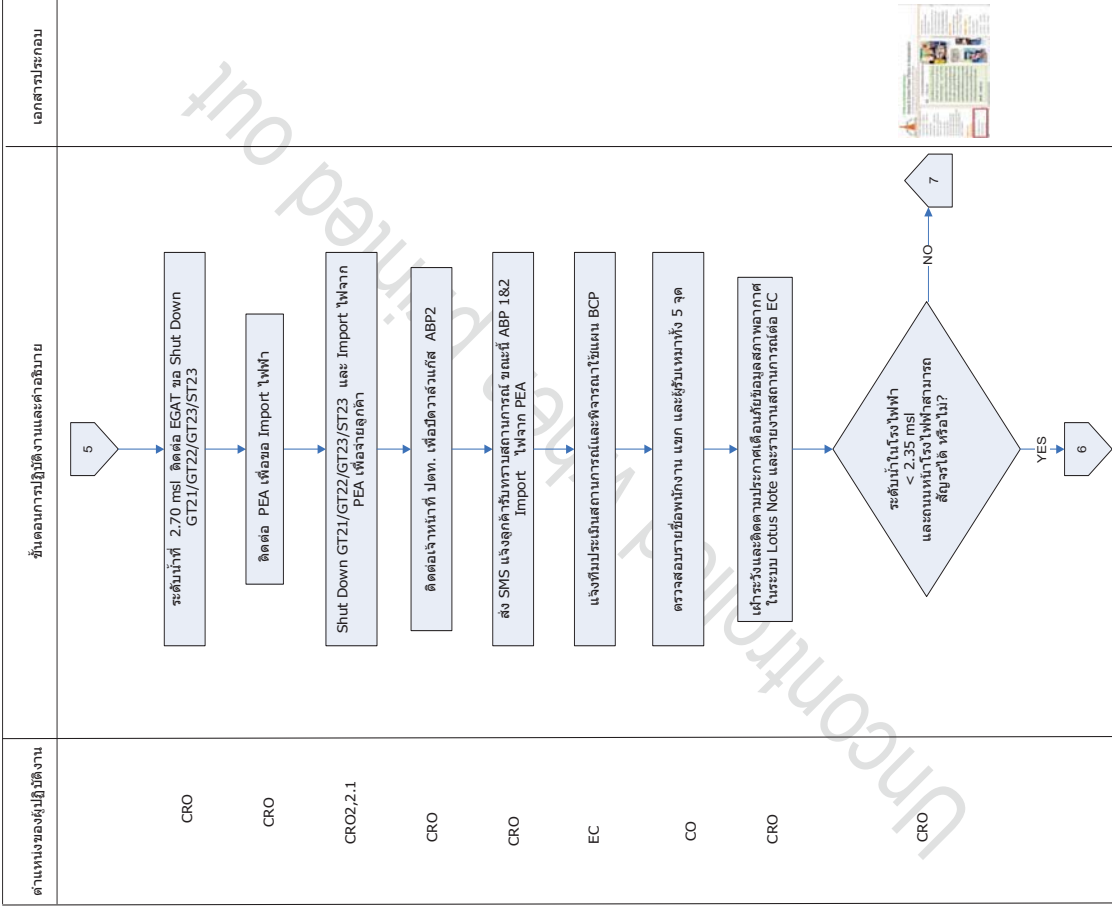 ตำแหน่งของผู้ปฏิบัติงาน
ขั้นตอนการปฏิบัติงานและคำอธิบาย
เอกสารประกอบ
5
CRO
ระดับน้ำที่ 2.70 msl ติดต่อ EGAT ขอ Shut Down
GT21/GT22/GT23/ST23
CRO
ติดต่อ PEA เพื่อขอ Import ไฟฟ้า
CRO2,2.1
Shut Down GT21/GT22/GT23/ST23 และ Import ไฟจาก
PEA เพื่อจ่ายลูกค้า
CRO
ติดต่อเจ้าหน้าที่ ปตท. เพื่อปิดวาล์วแก๊ส ABP2
CRO
ส่ง SMS แจ้งลูกค้ารับทราบสถานการณ์ ขณะนี้ ABP 1&2
Import ไฟจาก PEA
EC
แจ้งทีมประเมินสถานการณ์และพิจารณาใช้แผน BCP
CO
ตรวจสอบรายชื่อพนักงาน แขก และผู้รับเหมาทั้ง 5 จุด
CRO
เฝ้าระวังและติดตามประกาศเตือนภัยข้อมูลสภาพอากาศ
ในระบบ Lotus Note และรายงานสถานการณ์ต่อ EC
CRO
ระดับน้ำในโรงไฟฟ้า
< 2.35 msl
และถนนหน้าโรงไฟฟ้าสามารถ
สัญจรได้ หรือไม่?
NO
7
YES
6
Uncontrolled when printed out